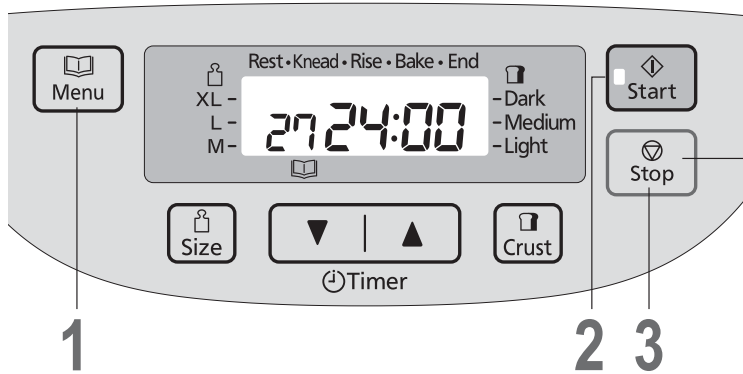 Menu
Rest • Knead • Rise • Bake • End
XL –
L –
M –
27 24:00
– Dark
– Medium
– Light
Start
Stop
Size
Timer
Crust
1
2
3